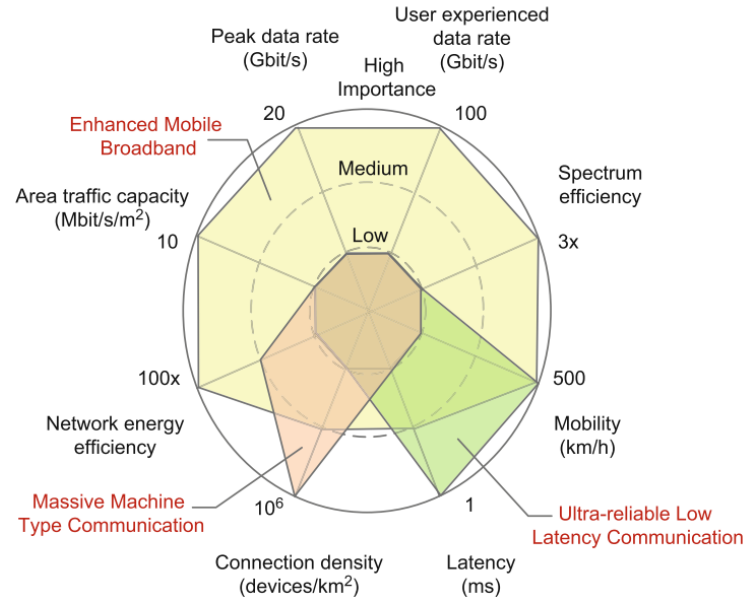 Peak data rate
(Gbit/s)
User experienced
data rate
(Gbit/s)
High
Importance
20
100
Enhanced Mobile
Broadband
Medium
Spectrum
efficiency
Area traffic capacity
(Mbit/s/m²)
Low
10
3x
100x
500
Network energy
efficiency
Mobility
(km/h)
Massive Machine
Type Communication
10⁶
1
Ultra-reliable Low
Latency Communication
Connection density
(devices/km²)
Latency
(ms)